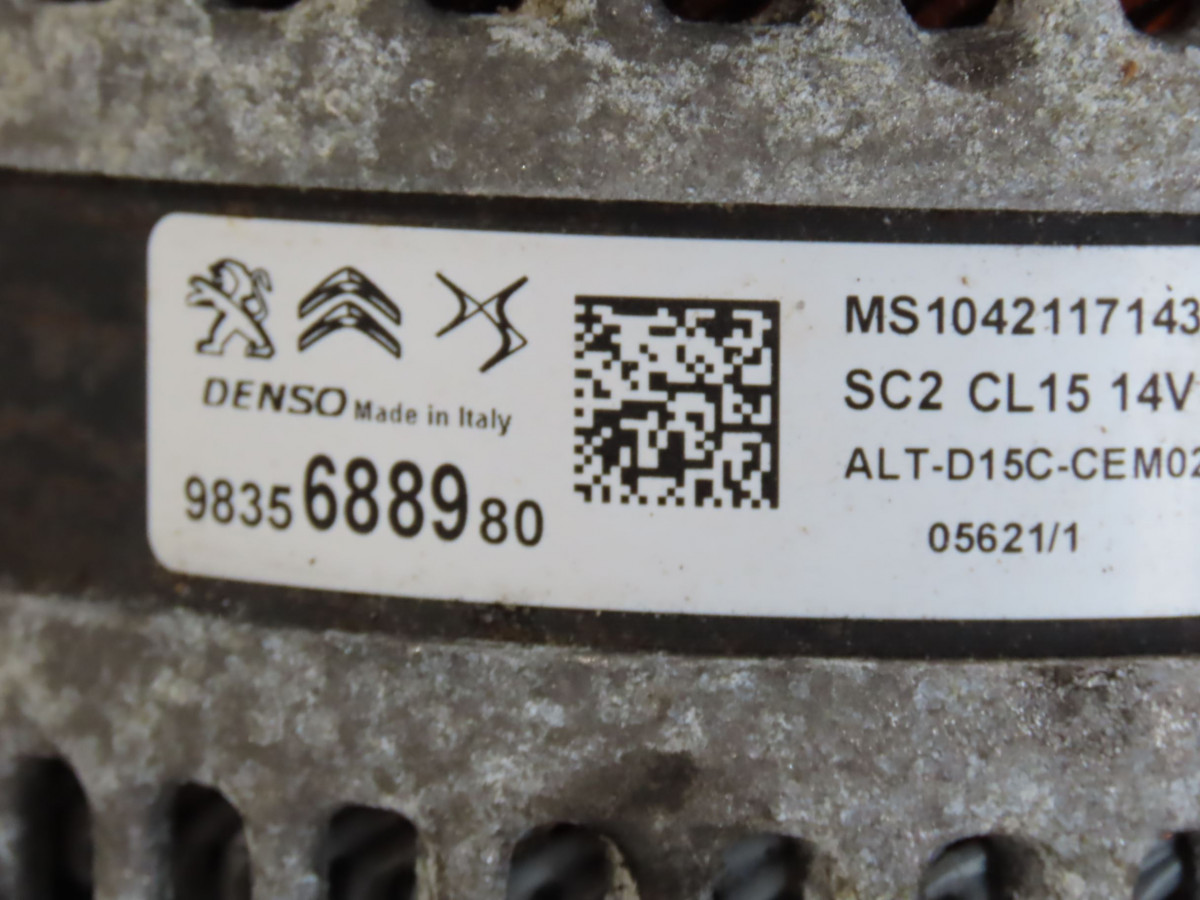 DENSO Made in Italy
9835688980
MS1042117143
SC2 CL15 14V
ALT-D15C-CEM02
05621/1